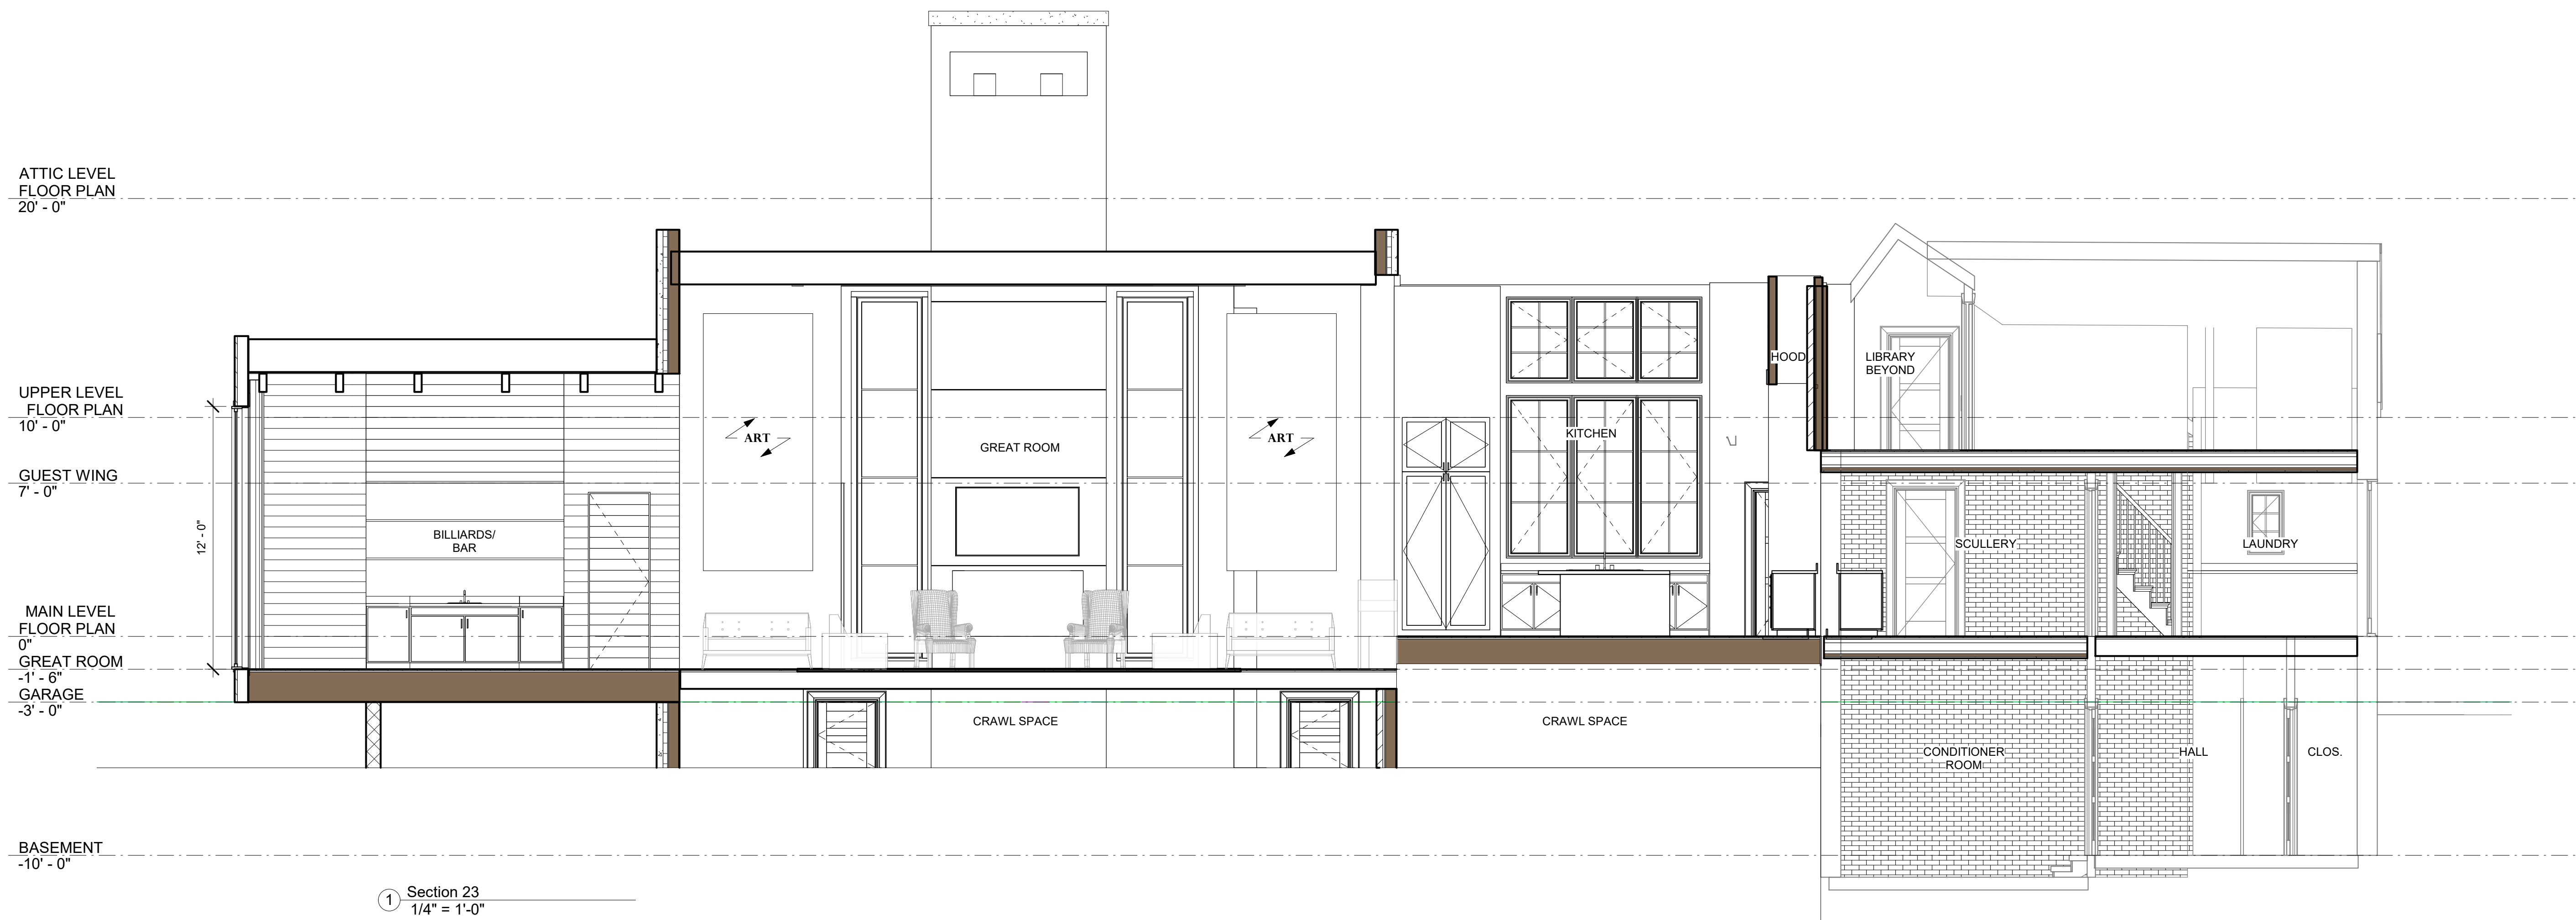 ATTIC LEVEL
FLOOR PLAN
20' - 0"
UPPER LEVEL
FLOOR PLAN
10' - 0"
GUEST WING
7' - 0"
12' - 0"
MAIN LEVEL
FLOOR PLAN
0"
GREAT ROOM
-1' - 6"
GARAGE
-3' - 0"
BASEMENT
-10' - 0"
BILLIARDS/
BAR
ART
GREAT ROOM
ART
KITCHEN
HOOD
LIBRARY
BEYOND
SCULLERY
LAUNDRY
CRAWL SPACE
CRAWL SPACE
CONDITIONER
ROOM
HALL
CLOS.
1
Section 23
1/4" = 1'-0"